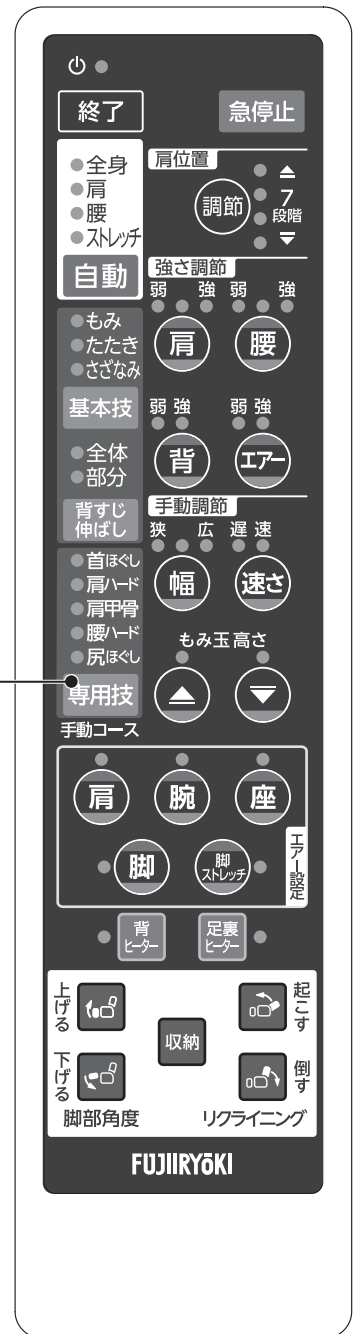 終了
急停止
全身
肩
腰
ストレッチ
自動
肩位置
調節
7
段階
強さ調節
弱 強 弱 強
肩 腰
もみ
たたき
さざなみ
基本技
弱 強 弱 強
背 エアー
全体
部分
背すじ
伸ばし
手動調節
狭 広 遅 速
幅 速さ
首ほぐし
肩ハード
肩甲骨
腰ハード
尻ほぐし
専用技
手動コース
もみ玉高さ
肩 腕 座
脚
脚
ストレッチ
エアー設定
背
ヒーター
足裏
ヒーター
上げる
下げる
脚部角度
収納
起こす
倒す
リクライニング
FUJIIRYōKI